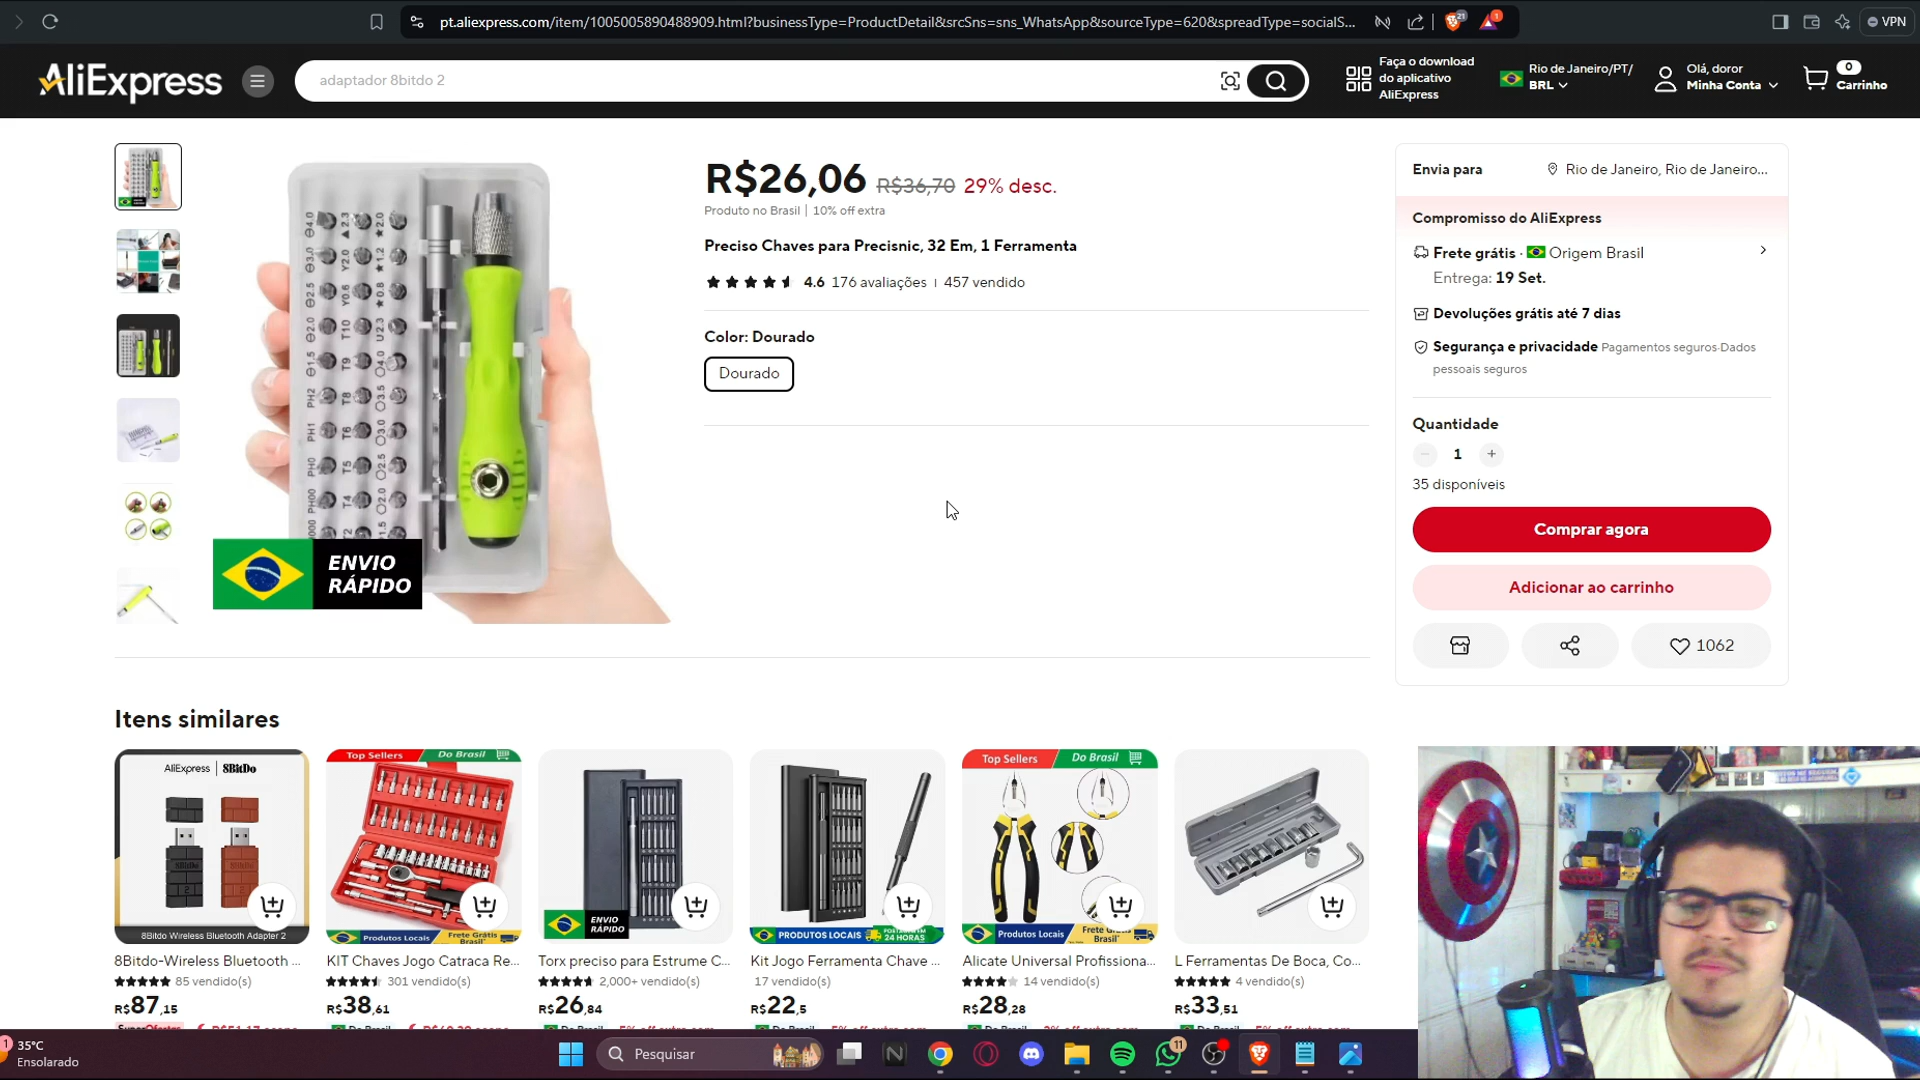 pt.aliexpress.com/item/1005005890488909.html?businessType=ProductDetail&srcSns=sns_WhatsApp&sourceType=620&spreadType=socialS...
21
1
VPN
AliExpress
adaptador 8bitdo 2
Faça o download
do aplicativo
AliExpress
Rio de Janeiro/PT/
BRL
Olá, doror
Minha Conta
0
Carrinho
ENVIO
RÁPIDO
R$26,06 R$36,70 29% desc.
Produto no Brasil | 10% off extra
Preciso Chaves para Precisnic, 32 Em, 1 Ferramenta
4.6 176 avaliações | 457 vendido
Color: Dourado
Dourado
Envia para
Rio de Janeiro, Rio de Janeiro...
Compromisso do AliExpress
Frete grátis · Origem Brasil
Entrega: 19 Set.
Devoluções grátis até 7 dias
Segurança e privacidade Pagamentos seguros·Dados
pessoais seguros
Quantidade
1
35 disponíveis
Comprar agora
Adicionar ao carrinho
1062
Itens similares
AliExpress | 8BitDo
8Bitdo Wireless Bluetooth Adapter 2
8Bitdo-Wireless Bluetooth ...
85 vendido(s)
R$87,15
Top Sellers Do Brasil
Produtos Locais Frete Grátis Brasil*
KIT Chaves Jogo Catraca Re...
301 vendido(s)
R$38,61
ENVIO
RÁPIDO
Torx preciso para Estrume C...
2,000+ vendido(s)
R$26,84
PRODUTOS LOCAIS
24 HORAS
Kit Jogo Ferramenta Chave ...
17 vendido(s)
R$22,5
Top Sellers Do Brasil
Produtos Locais Frete Grátis Brasil*
Alicate Universal Profissiona...
14 vendido(s)
R$28,28
L Ferramentas De Boca, Co...
4 vendido(s)
R$33,51
1
35°C
Ensolarado
Pesquisar
11